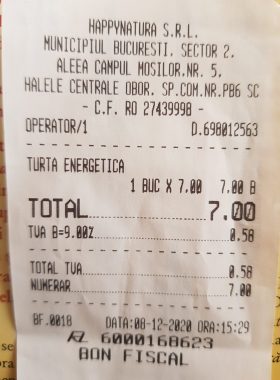 HAPPYNATURA S.R.L.
MUNICIPIUL BUCURESTI, SECTOR 2,
ALEEA CAMPUL MOSILOR,NR. 5,
HALELE CENTRALE OBOR. SP.COM.NR.PB6 SC
- C.F. RO 27439998 -
OPERATOR/1 D.698012563
TURTA ENERGETICA
1 BUC X 7,00 7,00 B
TOTAL 7.00
TUA B=9.00% 0.58
TOTAL TUA 0.58
NUMERAR 7.00
BF.0018 DATA:08-12-2020 ORA:15:29
6000168623
BON FISCAL